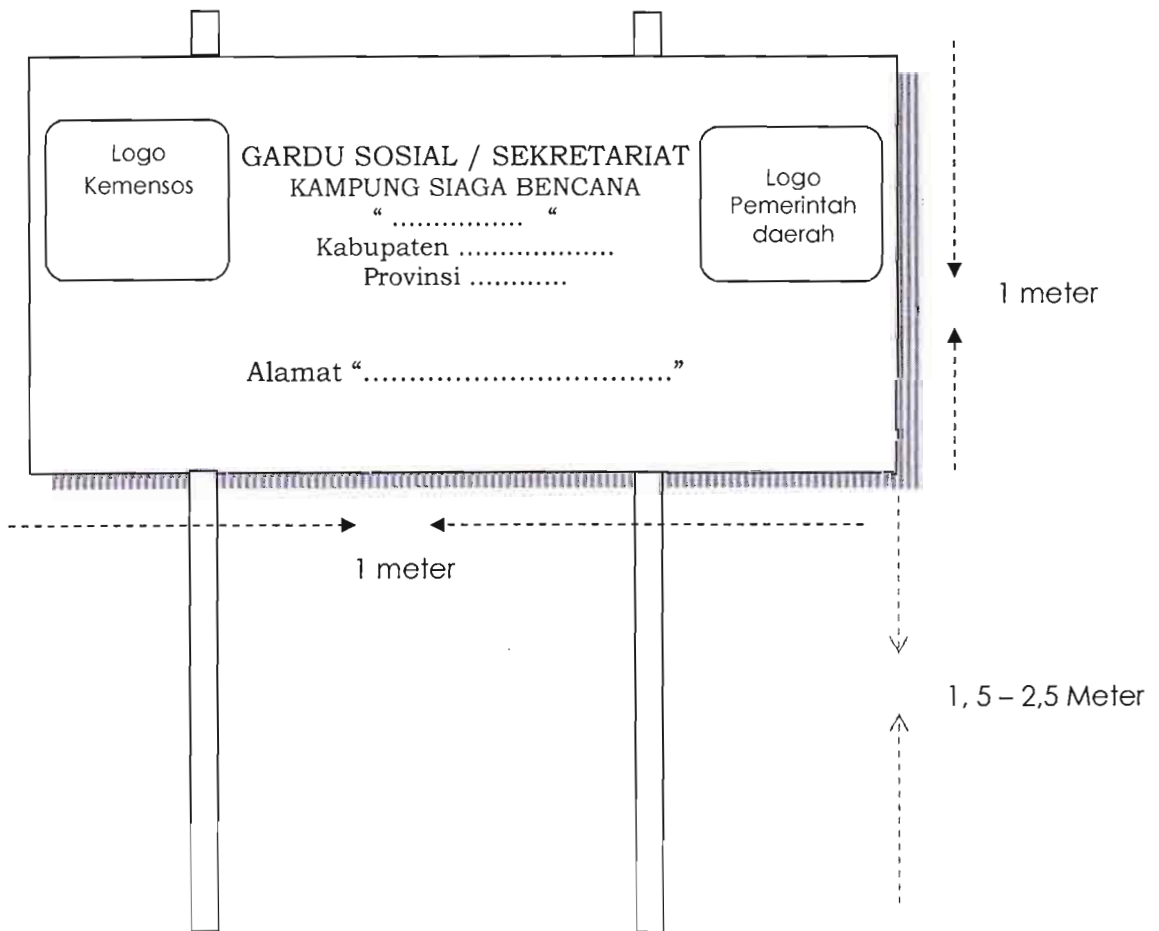 Logo
Kemensos
GARDU SOSIAL / SEKRETARIAT
KAMPUNG SIAGA BENCANA
“ ................. “
Kabupaten ....................
Provinsi ............
Logo
Pemerintah
daerah
Alamat “..................................”
1 meter
1 meter
1, 5 – 2,5 Meter